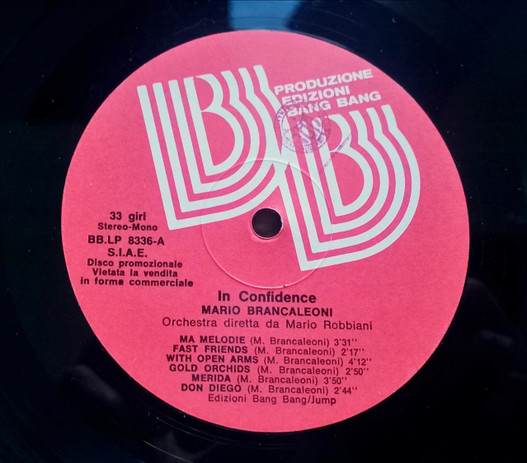 BB
PRODUZIONE
EDIZIONI
BANG BANG
33 giri
Stereo-Mono
BB.LP 8336-A
S.I.A.E.
Disco promozionale
Vietata la vendita
in forma commerciale
In Confidence
MARIO BRANCALEONI
Orchestra diretta da Mario Robbiani
MA MELODIE (M. Brancaleoni) 3'31''
FAST FRIENDS (M. Brancaleoni) 2'17''
WITH OPEN ARMS (M. Brancaleoni) 4'12''
GOLD ORCHIDS (M. Brancaleoni) 2'50''
MERIDA (M. Brancaleoni) 3'50''
DON DIEGO (M. Brancaleoni) 2'44''
Edizioni Bang Bang/Jump